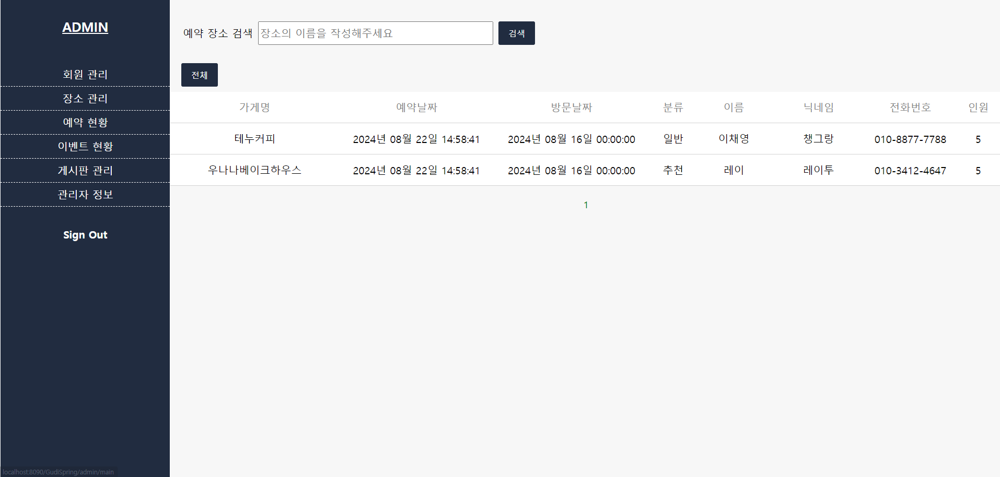 ADMIN
회원 관리
장소 관리
예약 현황
이벤트 현황
게시판 관리
관리자 정보
Sign Out
예약 장소 검색 장소의 이름을 작성해주세요 검색
전체
가게명 예약날짜 방문날짜 분류 이름 닉네임 전화번호 인원
테누커피 2024년 08월 22일 14:58:41 2024년 08월 16일 00:00:00 일반 이채영 챙그랑 010-8877-7788 5
우나나베이크하우스 2024년 08월 22일 14:58:41 2024년 08월 16일 00:00:00 추천 레이 레이투 010-3412-4647 5
1
localhost:8090/GudiSpring/admin/main